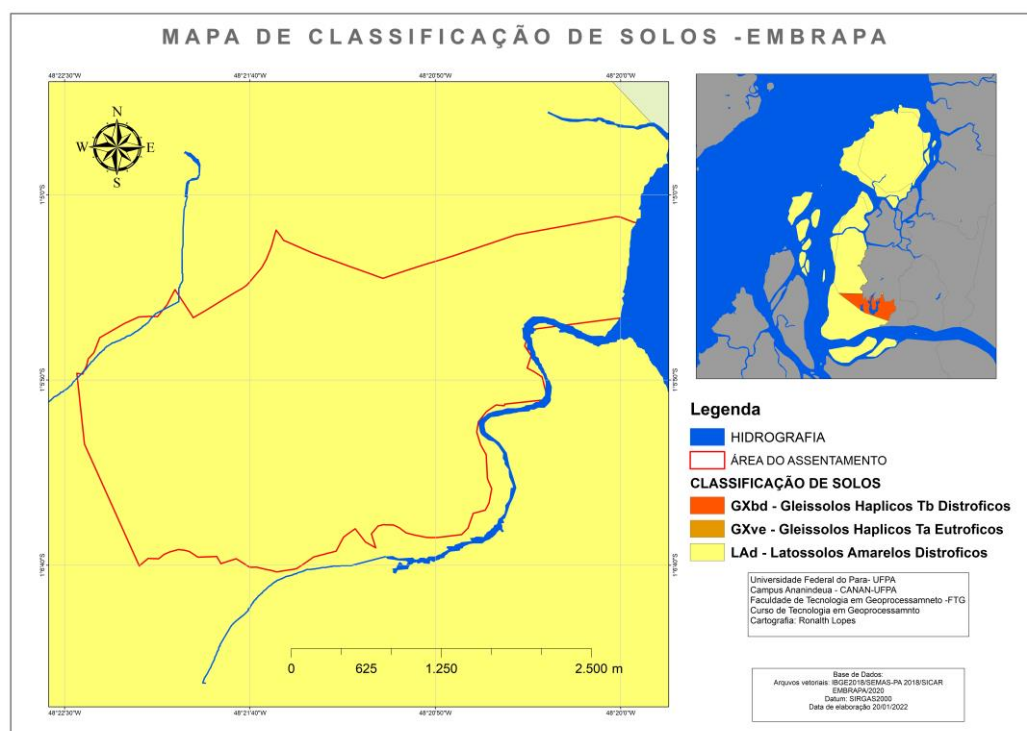 MAPA DE CLASSIFICAÇÃO DE SOLOS -EMBRAPA
48°22'30"W 48°21'40"W 48°20'50"W 48°20'0"W
N
W E
S
1°5'0"S 1°5'0"S
1°5'50"S 1°5'50"S
1°6'40"S 1°6'40"S
0 625 1.250 2.500 m
48°22'30"W 48°21'40"W 48°20'50"W 48°20'0"W
Legenda
HIDROGRAFIA
ÁREA DO ASSENTAMENTO
CLASSIFICAÇÃO DE SOLOS
GXbd - Gleissolos Haplicos Tb Distroficos
GXve - Gleissolos Haplicos Ta Eutroficos
LAd - Latossolos Amarelos Distroficos
Universidade Federal do Para- UFPA
Campus Ananindeua - CANAN-UFPA
Faculdade de Tecnologia em Geoprocessamneto -FTG
Curso de Tecnologia em Geoprocessamnto
Cartografia: Ronalth Lopes
Base de Dados:
Arquivos vetoriais: IBGE2018/SEMAS-PA 2018/SICAR
EMBRAPA/2020
Datum: SIRGAS2000
Data de elaboração 20/01/2022